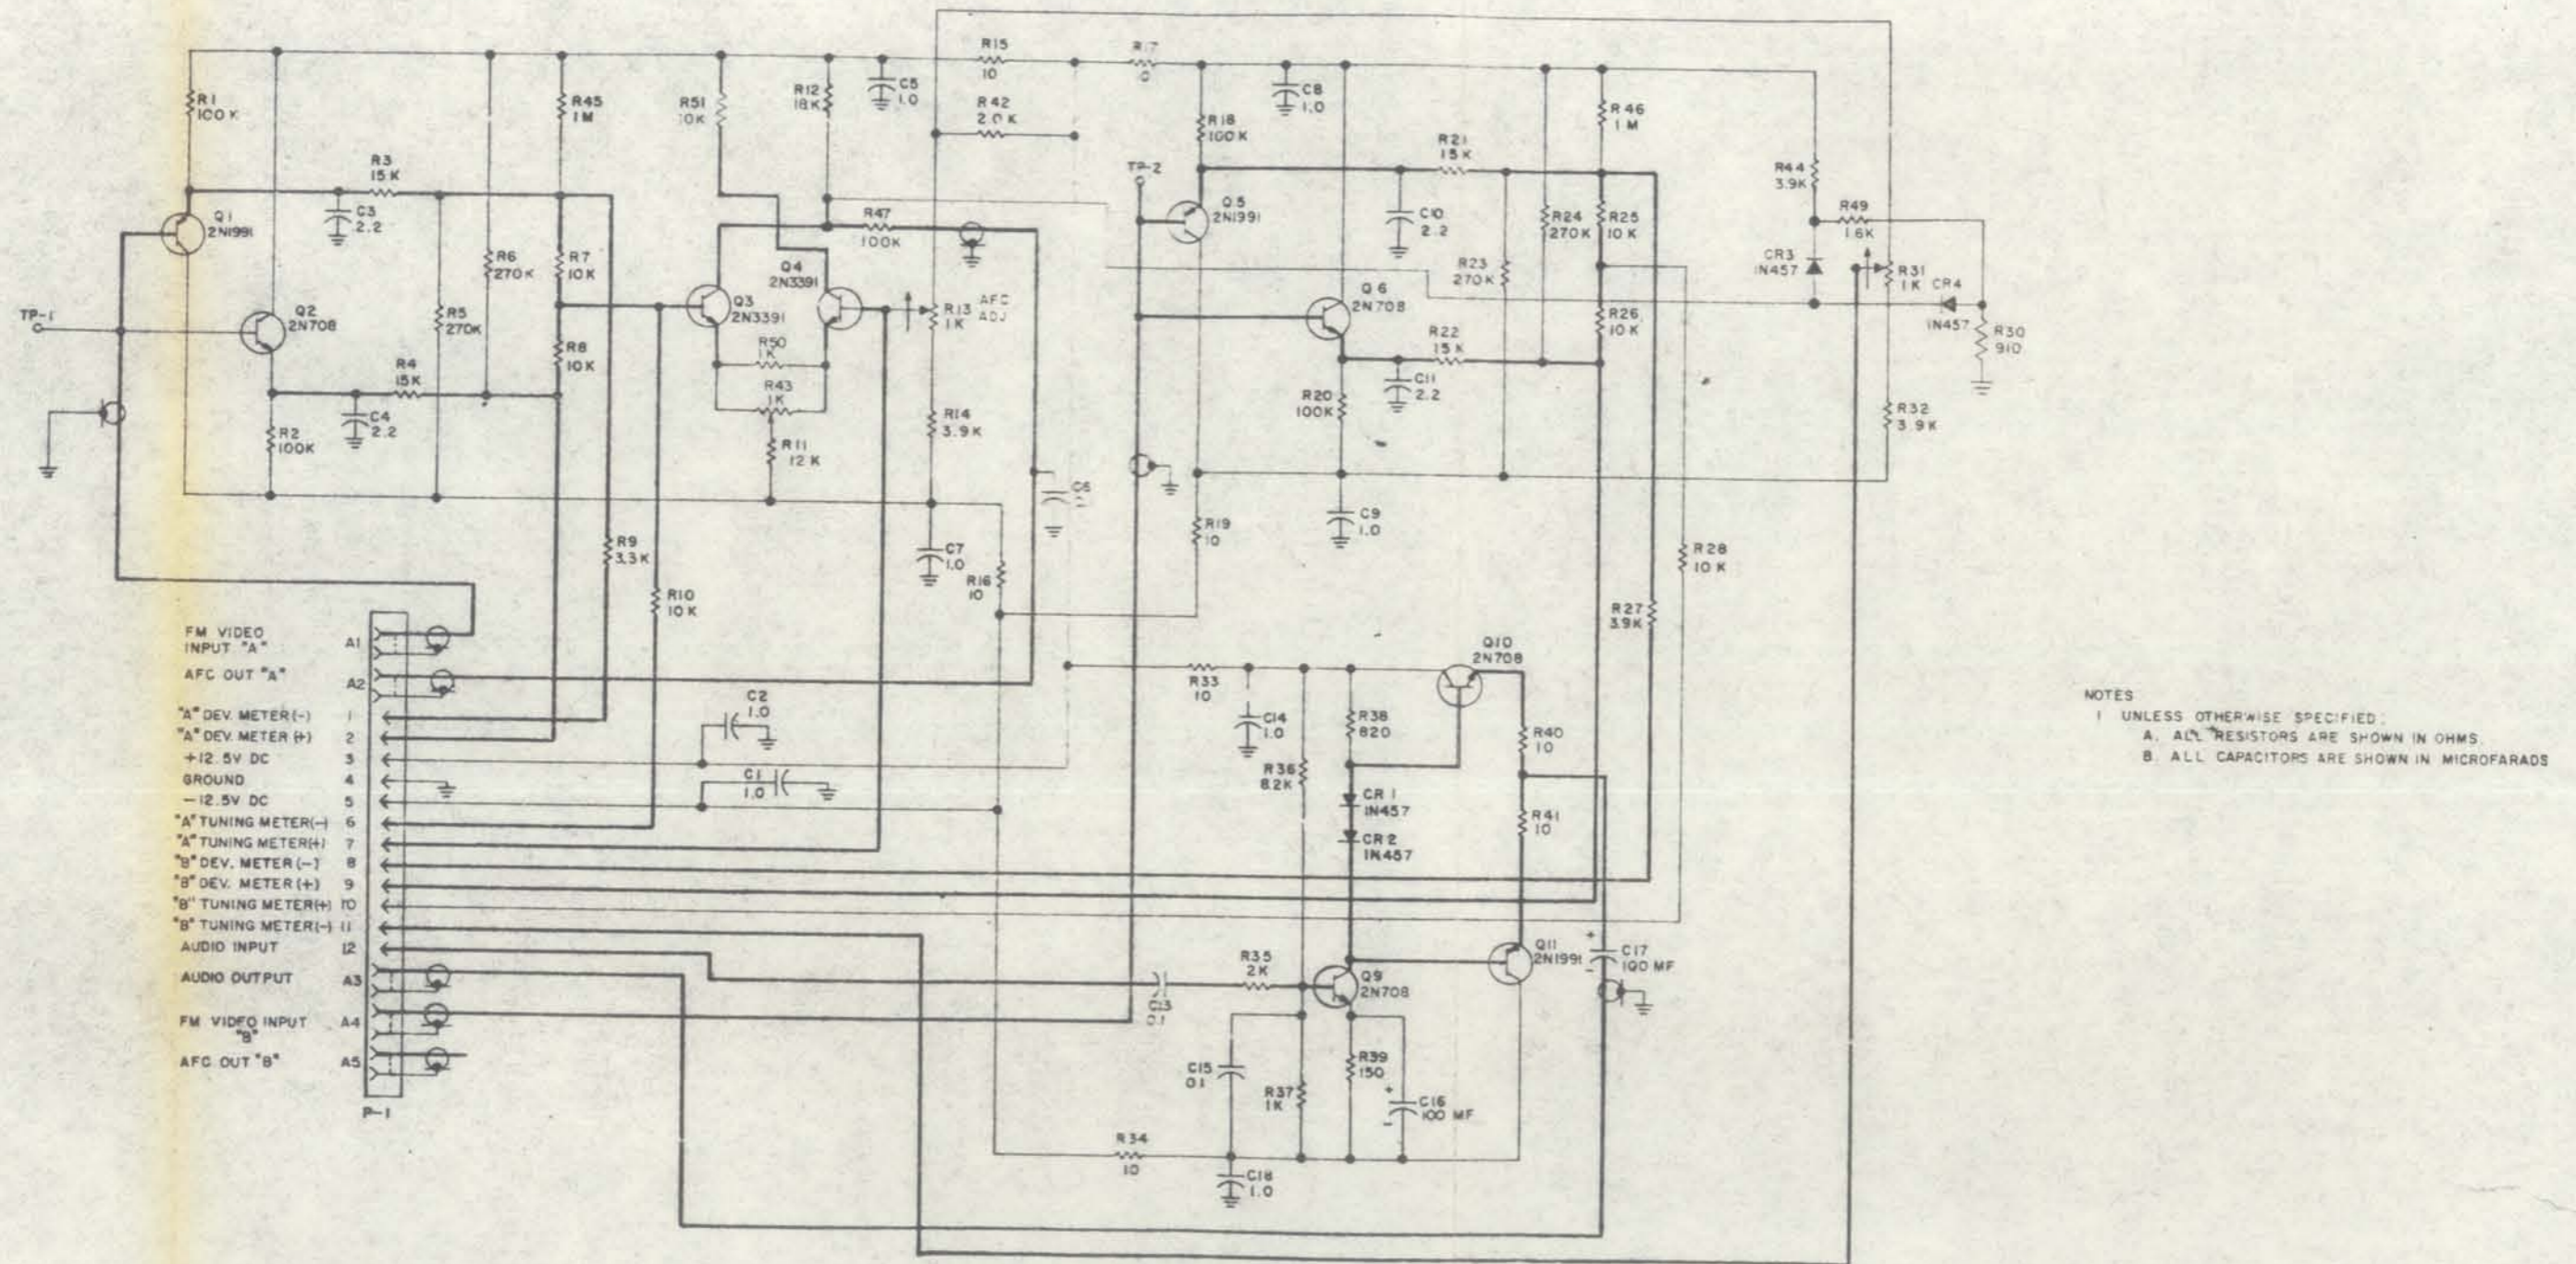 R1
100K
R45
1M
R51
R12
18K
C5
1.0
R15
10
R42
2.0K
R18
100K
C8
1.0
R46
1M
R3
15K
C3
2.2
Q1
2N1991
R6
270K
R7
10K
R47
100K
Q4
2N3391
Q3
2N3391
R13
1K
AFC
ADJ
TP-1
Q2
2N708
R5
270K
R8
10K
R50
1K
R43
1K
R4
15K
C4
2.2
R2
100K
R11
12K
R14
3.9K
C6
C7
1.0
R16
10
R9
3.3K
R10
10K
TP-2
Q5
2N1991
R21
15K
C10
2.2
R24
270K
R25
10K
R23
270K
Q6
2N708
R26
10K
R22
15K
C11
2.2
R20
100K
R19
10
C9
1.0
R44
3.9K
R49
1.6K
CR3
1N457
R31
1K
CR4
1N457
R30
910
R32
3.9K
R28
10K
R27
3.9K
FM VIDEO
INPUT "A"
A1
AFC OUT "A"
A2
"A" DEV. METER(-) 1
"A" DEV. METER (+) 2
+12.5V DC 3
GROUND 4
-12.5V DC 5
"A" TUNING METER(-) 6
"A" TUNING METER(+) 7
"B" DEV. METER(-) 8
"B" DEV. METER(+) 9
"B" TUNING METER(+) 10
"B" TUNING METER(-) 11
AUDIO INPUT 12
AUDIO OUTPUT A3
FM VIDEO INPUT A4
"B"
AFC OUT "B" A5
P-1
C2
1.0
C1
1.0
R33
10
C14
1.0
R38
820
Q10
2N708
R40
10
R36
8.2K
CR1
1N457
CR2
1N457
R41
10
R35
2K
C13
0.1
Q9
2N708
Q11
2N1991
C17
100 MF
C15
01
R37
1K
R39
150
C16
100 MF
R34
10
C18
1.0
NOTES
1 UNLESS OTHERWISE SPECIFIED:
A. ALL RESISTORS ARE SHOWN IN OHMS.
B. ALL CAPACITORS ARE SHOWN IN MICROFARADS